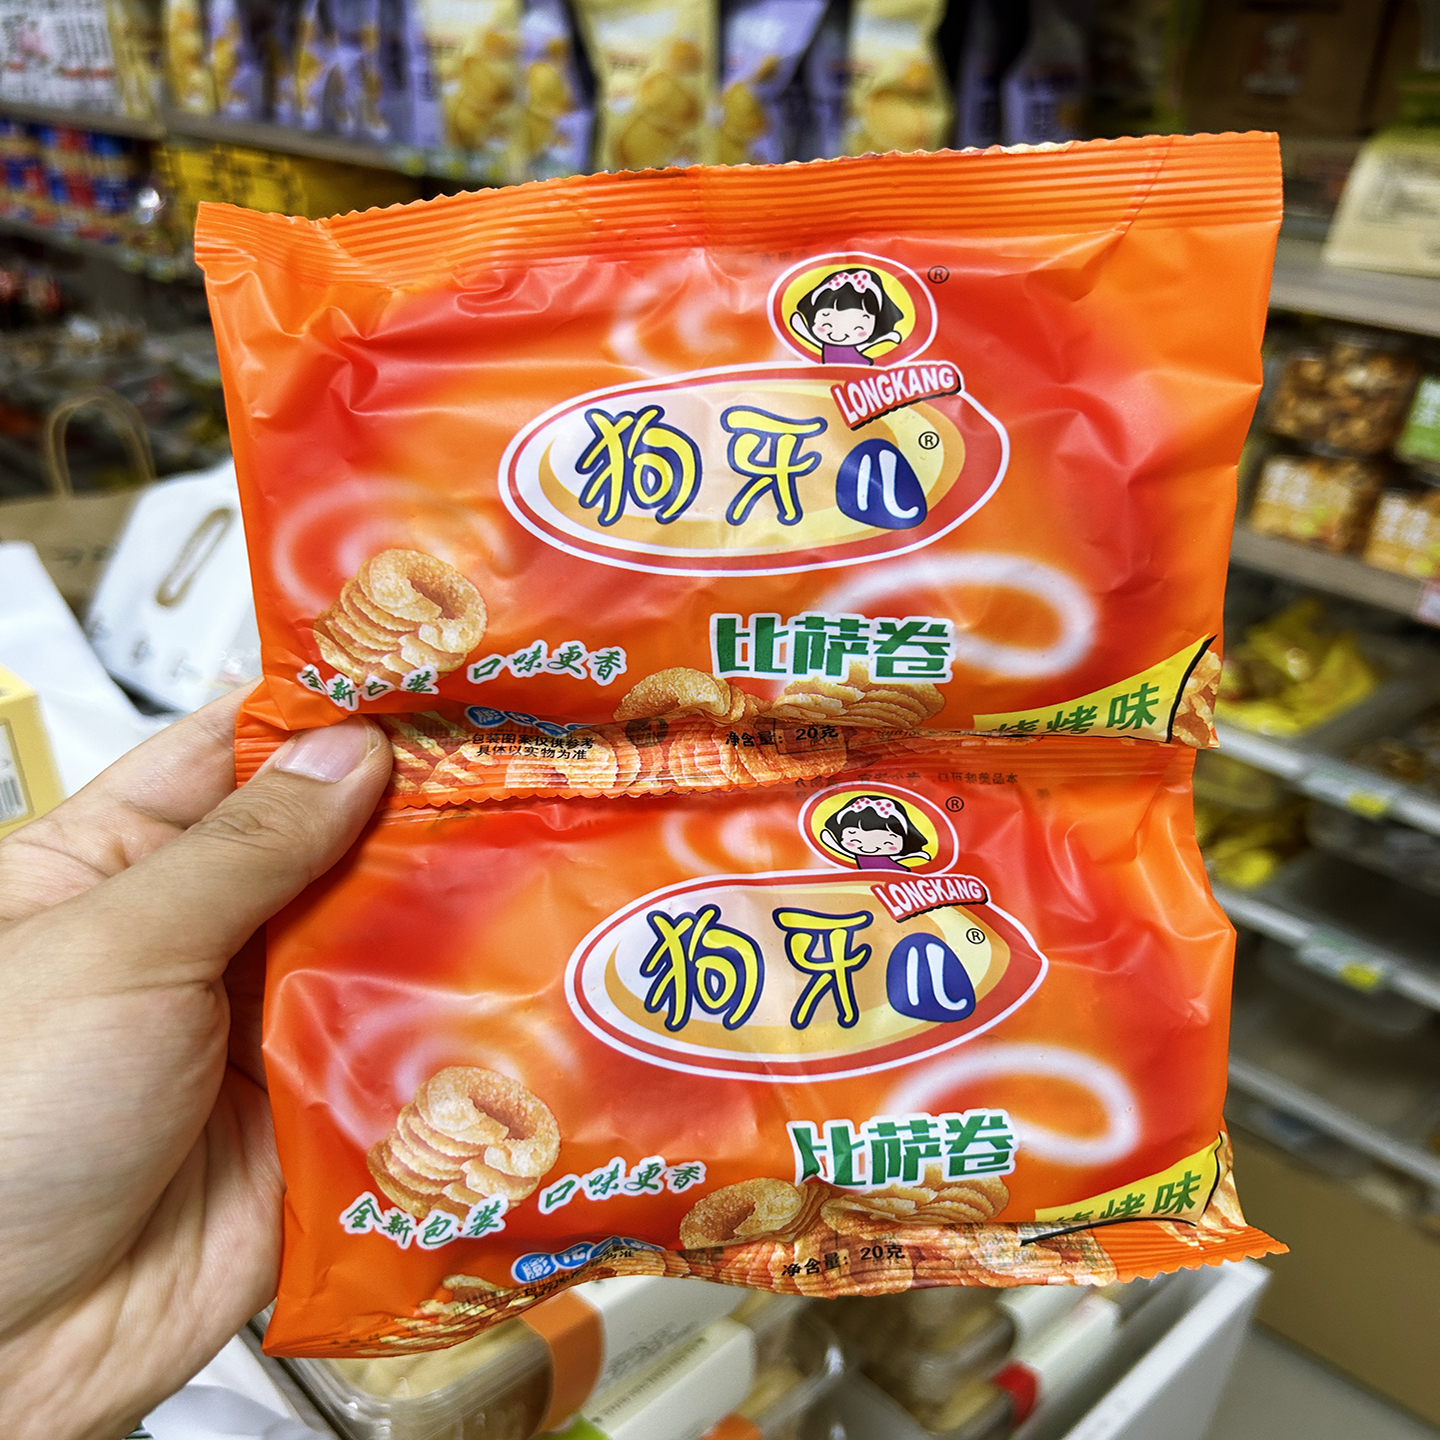 ®
LONGKANG
狗牙儿®
比萨卷
全新包装 口味更香
烧烤味
包装图案仅供参考
具体以实物为准
净含量：20克
®
LONGKANG
狗牙儿®
比萨卷
全新包装 口味更香
烧烤味
膨化
净含量：20克